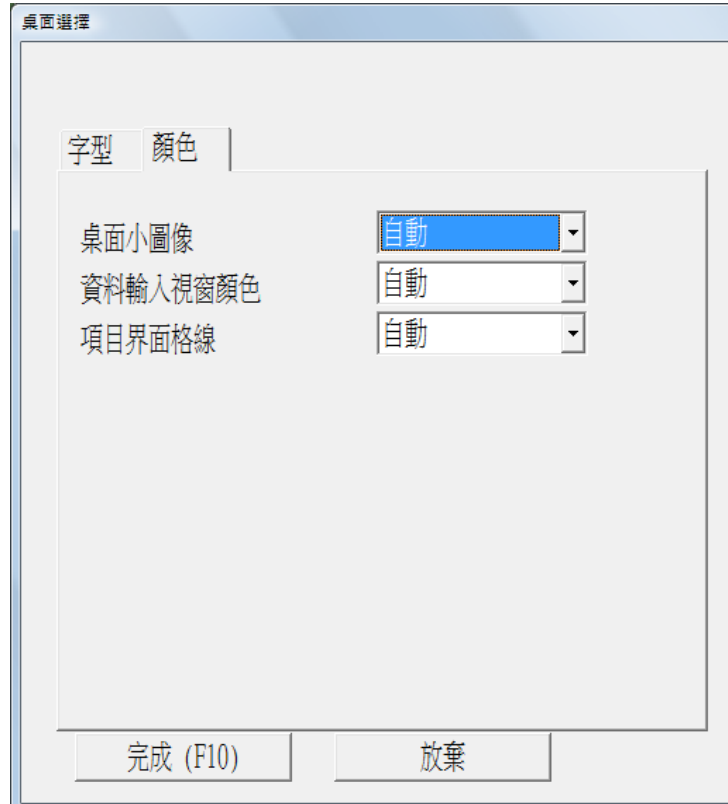 桌面選擇
字型 顏色
桌面小圖像 自動
資料輸入視窗顏色 自動
項目界面格線 自動
完成 (F10) 放棄